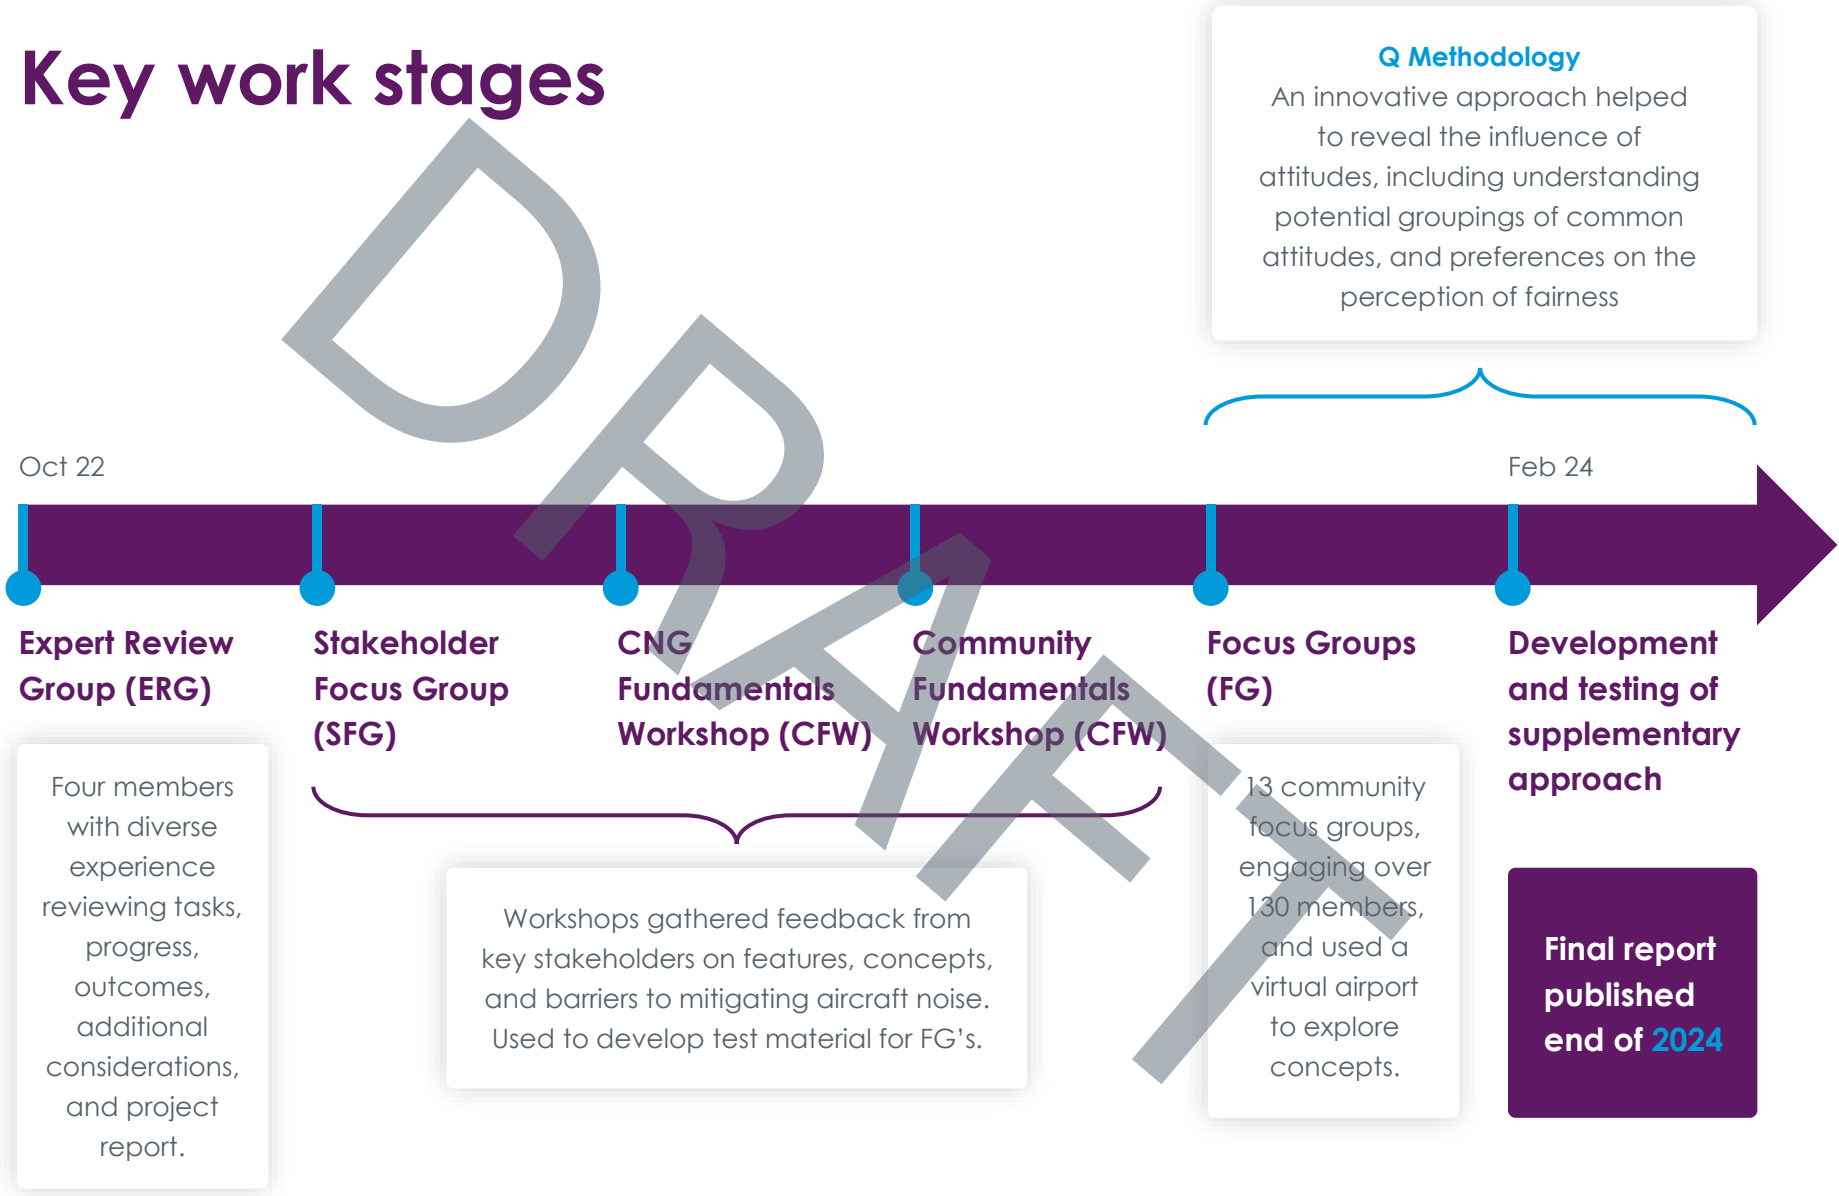 Key work stages
Q Methodology
An innovative approach helped
to reveal the influence of
attitudes, including understanding
potential groupings of common
attitudes, and preferences on the
perception of fairness
Oct 22
Feb 24
Expert Review
Group (ERG)
Four members
with diverse
experience
reviewing tasks,
progress,
outcomes,
additional
considerations,
and project
report.
Stakeholder
Focus Group
(SFG)
CNG
Fundamentals
Workshop (CFW)
Community
Fundamentals
Workshop (CFW)
Workshops gathered feedback from
key stakeholders on features, concepts,
and barriers to mitigating aircraft noise.
Used to develop test material for FG's.
Focus Groups
(FG)
13 community
focus groups,
engaging over
130 members,
and used a
virtual airport
to explore
concepts.
Development
and testing of
supplementary
approach
Final report
published
end of 2024
DRAFT